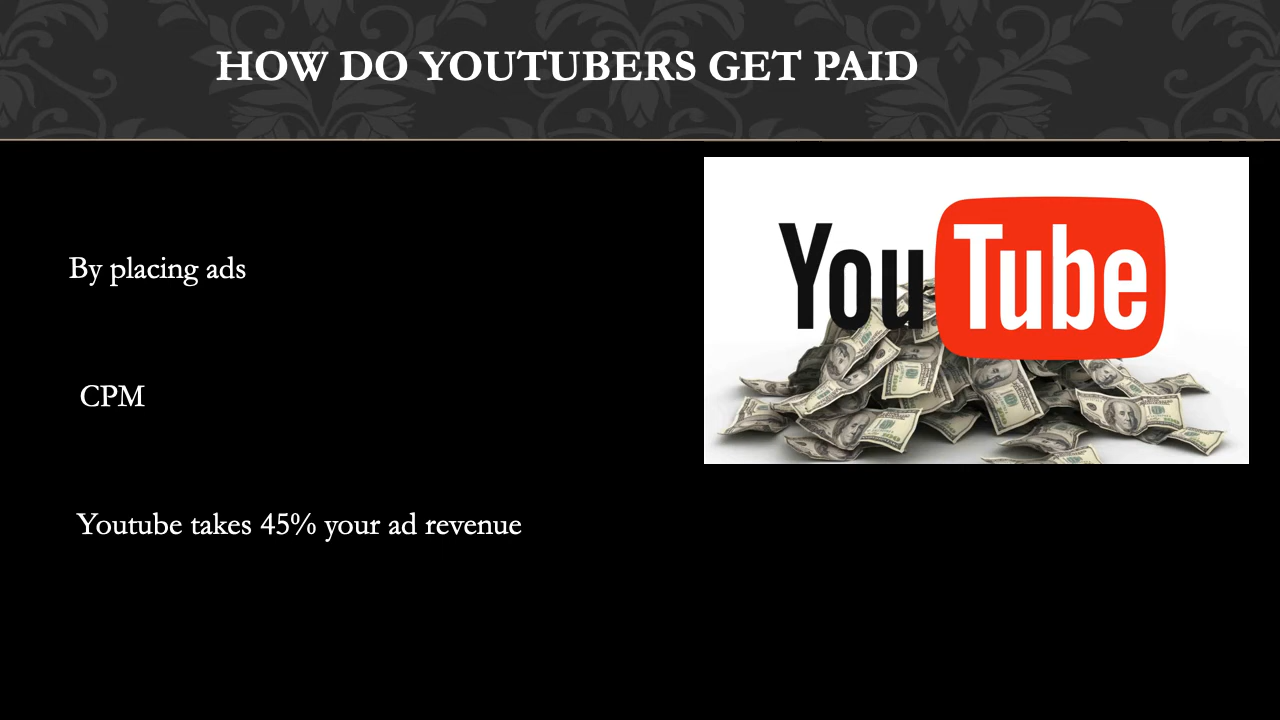 HOW DO YOUTUBERS GET PAID
By placing ads
YouTube
CPM
Youtube takes 45% your ad revenue